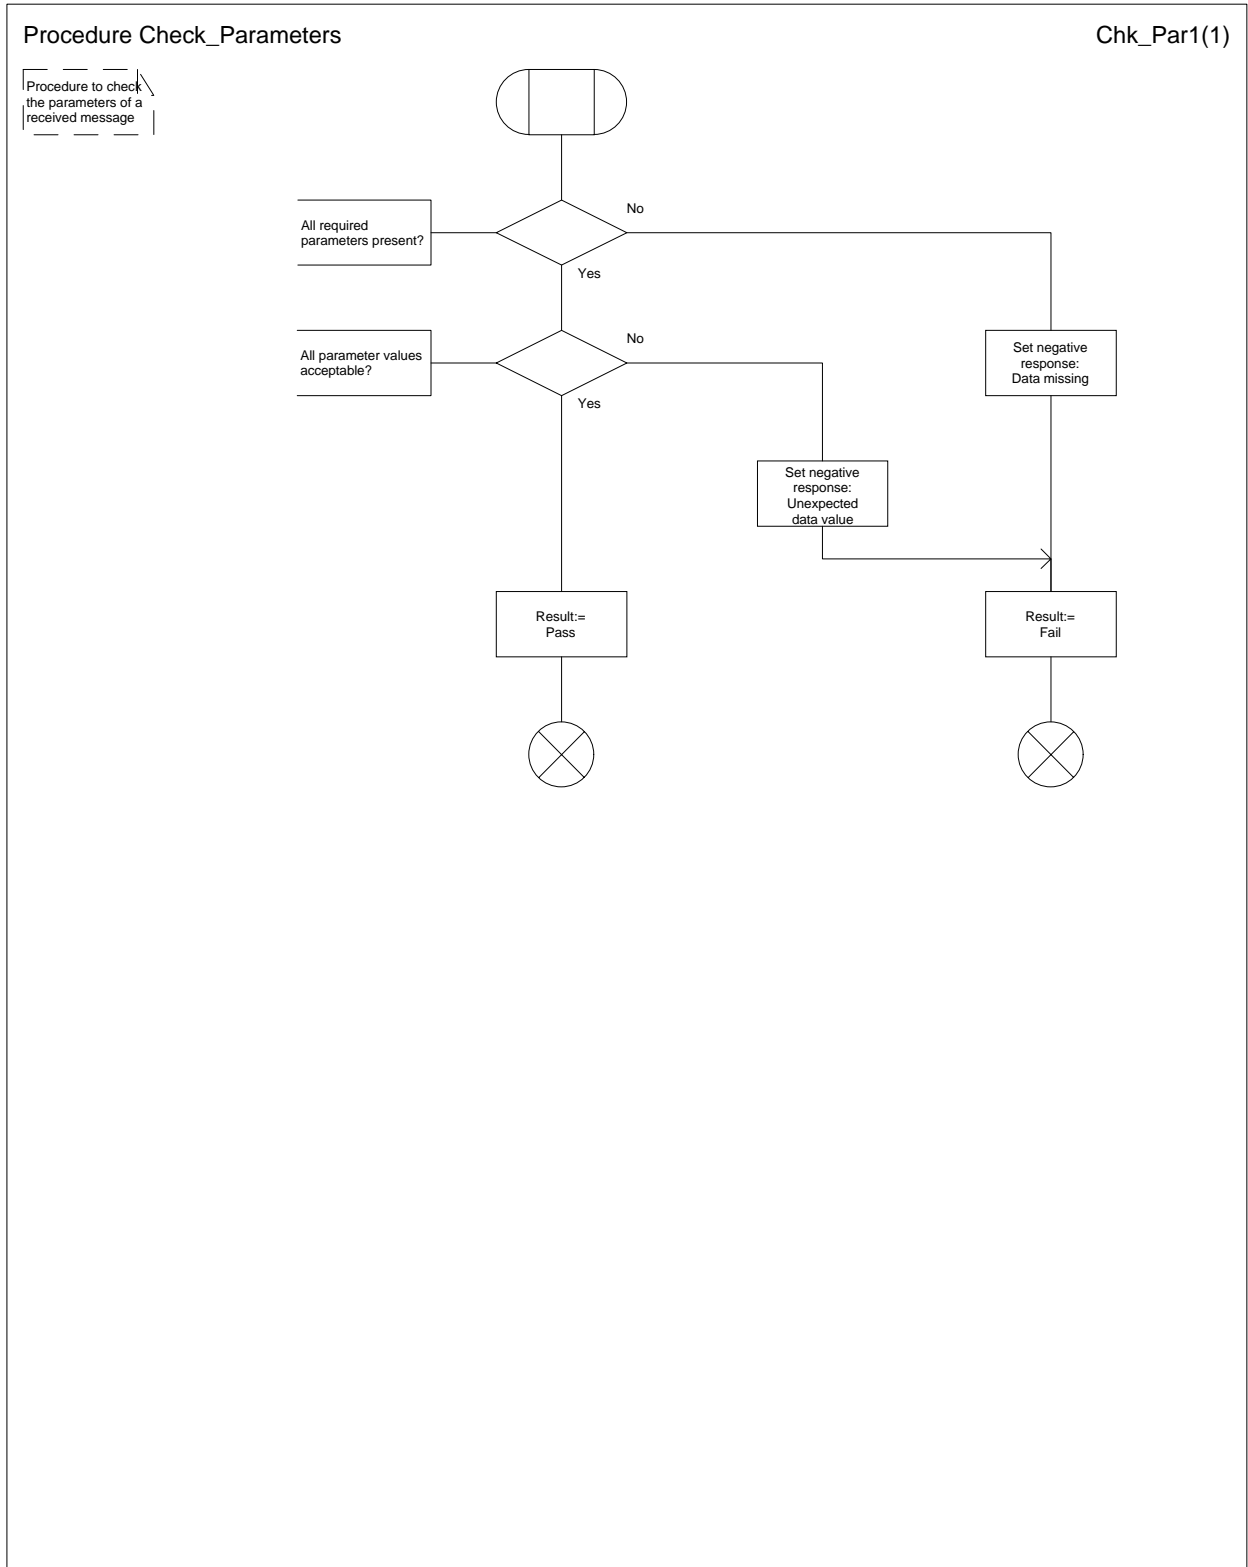 Procedure Check_Parameters
Chk_Par1(1)
Procedure to check
the parameters of a
received message
No
All required
parameters present?
Yes
No
All parameter values
acceptable?
Set negative
response:
Data missing
Yes
Set negative
response:
Unexpected
data value
Result:=
Pass
Result:=
Fail